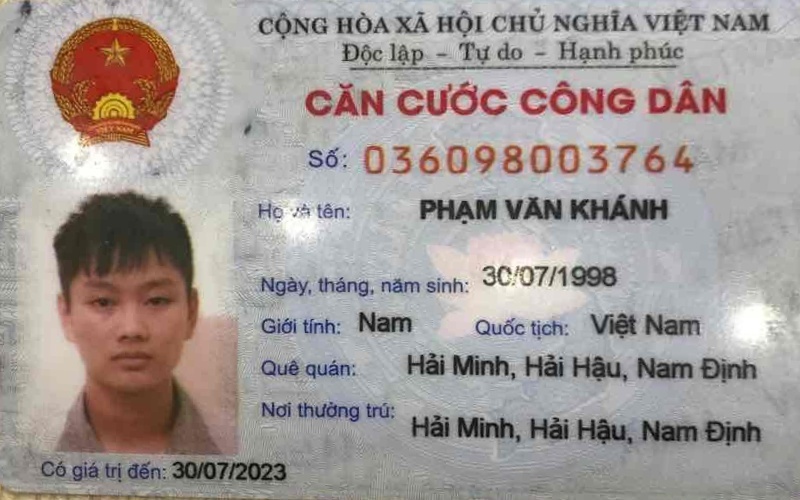 CỘNG HÒA XÃ HỘI CHỦ NGHĨA VIỆT NAM
Độc lập - Tự do - Hạnh phúc
CĂN CƯỚC CÔNG DÂN
VIỆT NAM
Số: 036098003764
Họ và tên: PHẠM VĂN KHÁNH
Ngày, tháng, năm sinh: 30/07/1998
Giới tính: Nam Quốc tịch: Việt Nam
Quê quán: Hải Minh, Hải Hậu, Nam Định
Nơi thường trú: Hải Minh, Hải Hậu, Nam Định
Có giá trị đến: 30/07/2023